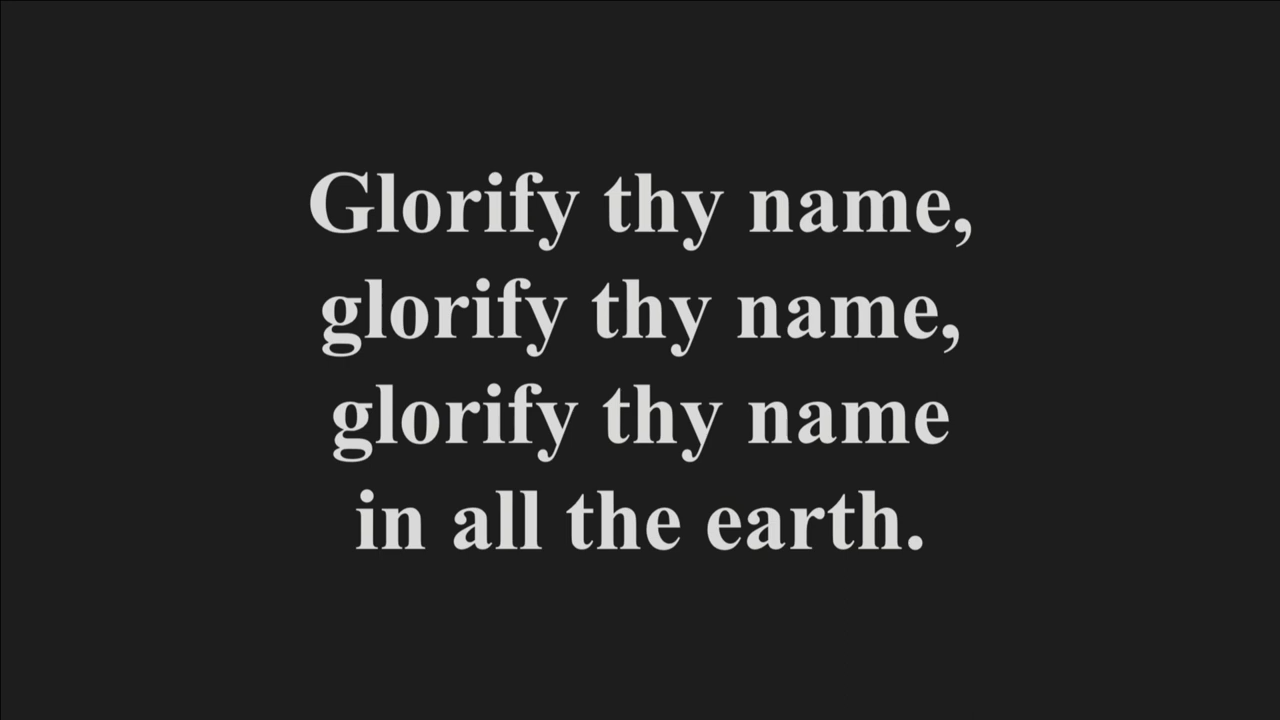 Glorify thy name,
glorify thy name,
glorify thy name
in all the earth.